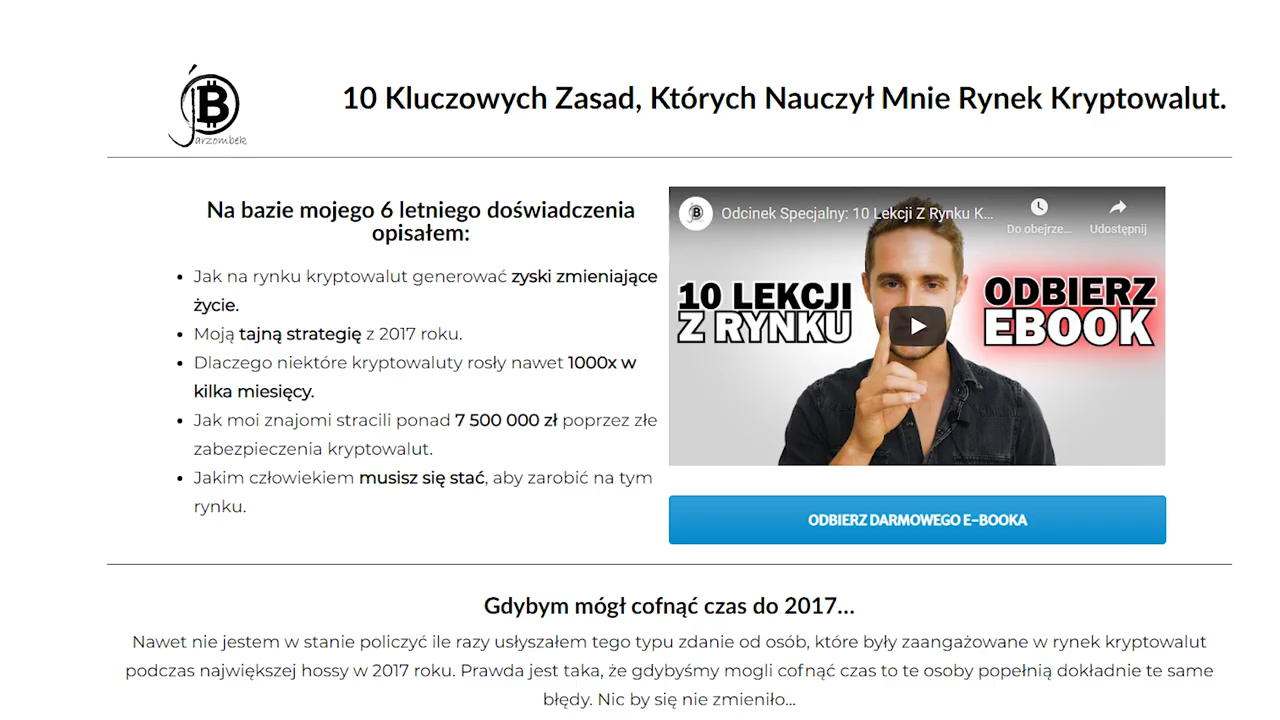 10 Kluczowych Zasad, Których Nauczył Mnie Rynek Kryptowalut.
B
jarzombek
Na bazie mojego 6 letniego doświadczenia
opisałem:
Jak na rynku kryptowalut generować zyski zmieniające
życie.
Moją tajną strategię z 2017 roku.
Dlaczego niektóre kryptowaluty rosły nawet 1000x w
kilka miesięcy.
Jak moi znajomi stracili ponad 7 500 000 zł poprzez złe
zabezpieczenia kryptowalut.
Jakim człowiekiem musisz się stać, aby zarobić na tym
rynku.
Odcinek Specjalny: 10 Lekcji Z Rynku K...
Do obejrze...
Udostępnij
10 LEKCJI
Z RYNKU
ODBIERZ
EBOOK
ODBIERZ DARMOWEGO E-BOOKA
Gdybym mógł cofnąć czas do 2017...
Nawet nie jestem w stanie policzyć ile razy usłyszałem tego typu zdanie od osób, które były zaangażowane w rynek kryptowalut
podczas największej hossy w 2017 roku. Prawda jest taka, że gdybyśmy mogli cofnąć czas to te osoby popełnią dokładnie te same
błędy. Nic by się nie zmieniło...